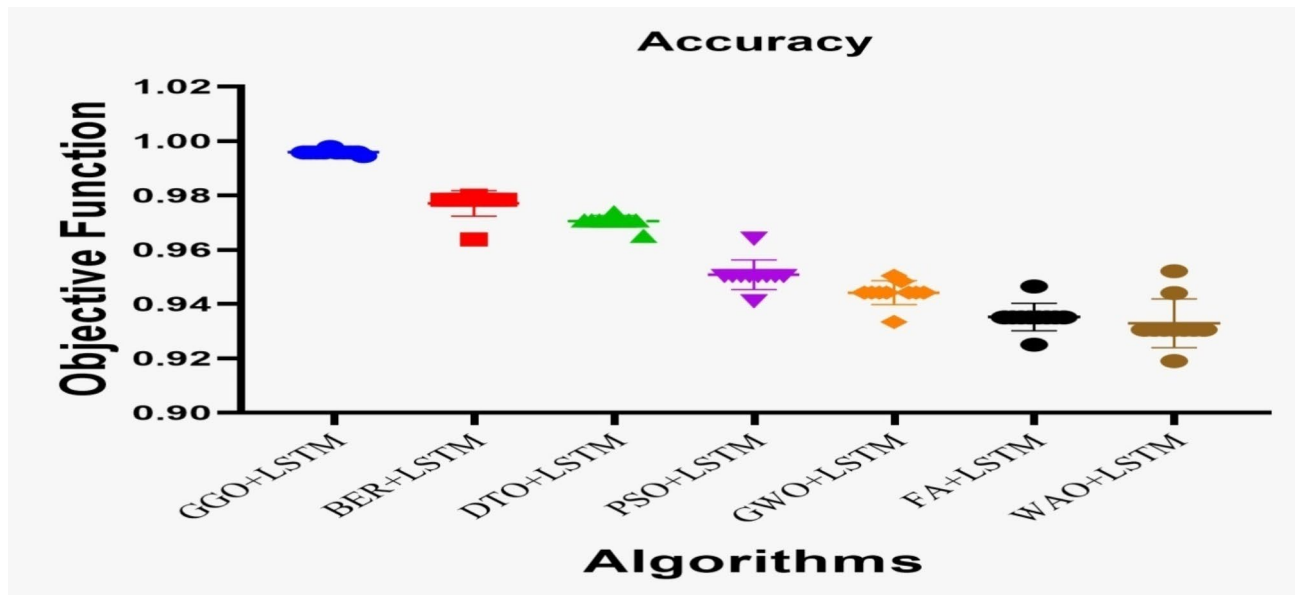 Accuracy
Objective Function
1.02
1.00
0.98
0.96
0.94
0.92
0.90
GGO+LSTM
BER+LSTM
DTO+LSTM
PSO+LSTM
GWO+LSTM
FA+LSTM
WAO+LSTM
Algorithms